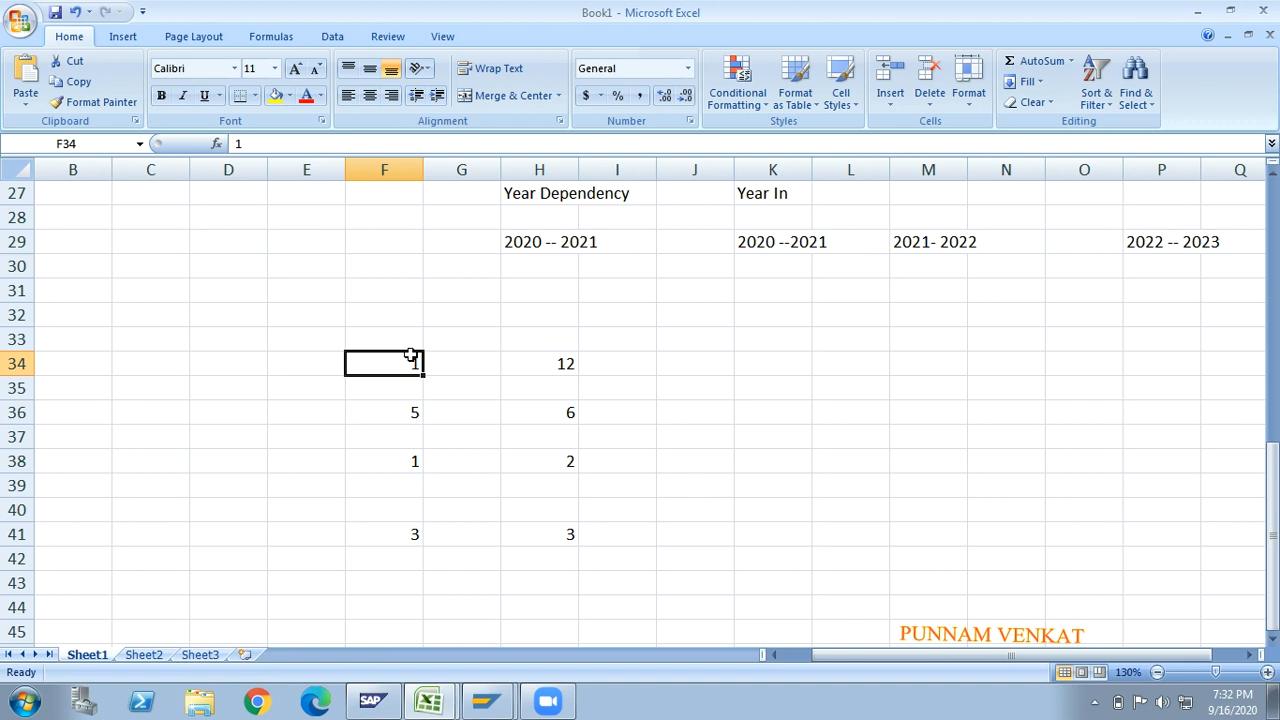 Book1 - Microsoft Excel
Home Insert Page Layout Formulas Data Review View
Paste
Cut
Copy
Format Painter
Clipboard
Calibri 11
B I U
Font
Wrap Text
Merge & Center
Alignment
General
$ % ,
Number
Conditional Formatting
Format as Table
Cell Styles
Styles
Insert Delete Format
Cells
AutoSum
Fill
Clear
Sort & Filter
Find & Select
Editing
F34 fx 1
B C D E F G H I J K L M N O P Q
27 Year Dependency Year In
28
29 2020 -- 2021 2020 --2021 2021- 2022 2022 -- 2023
30
31
32
33
34 1 12
35
36 5 6
37
38 1 2
39
40
41 3 3
42
43
44
45
PUNNAM VENKAT
Sheet1 Sheet2 Sheet3
Ready 130%
SAP
7:32 PM
9/16/2020